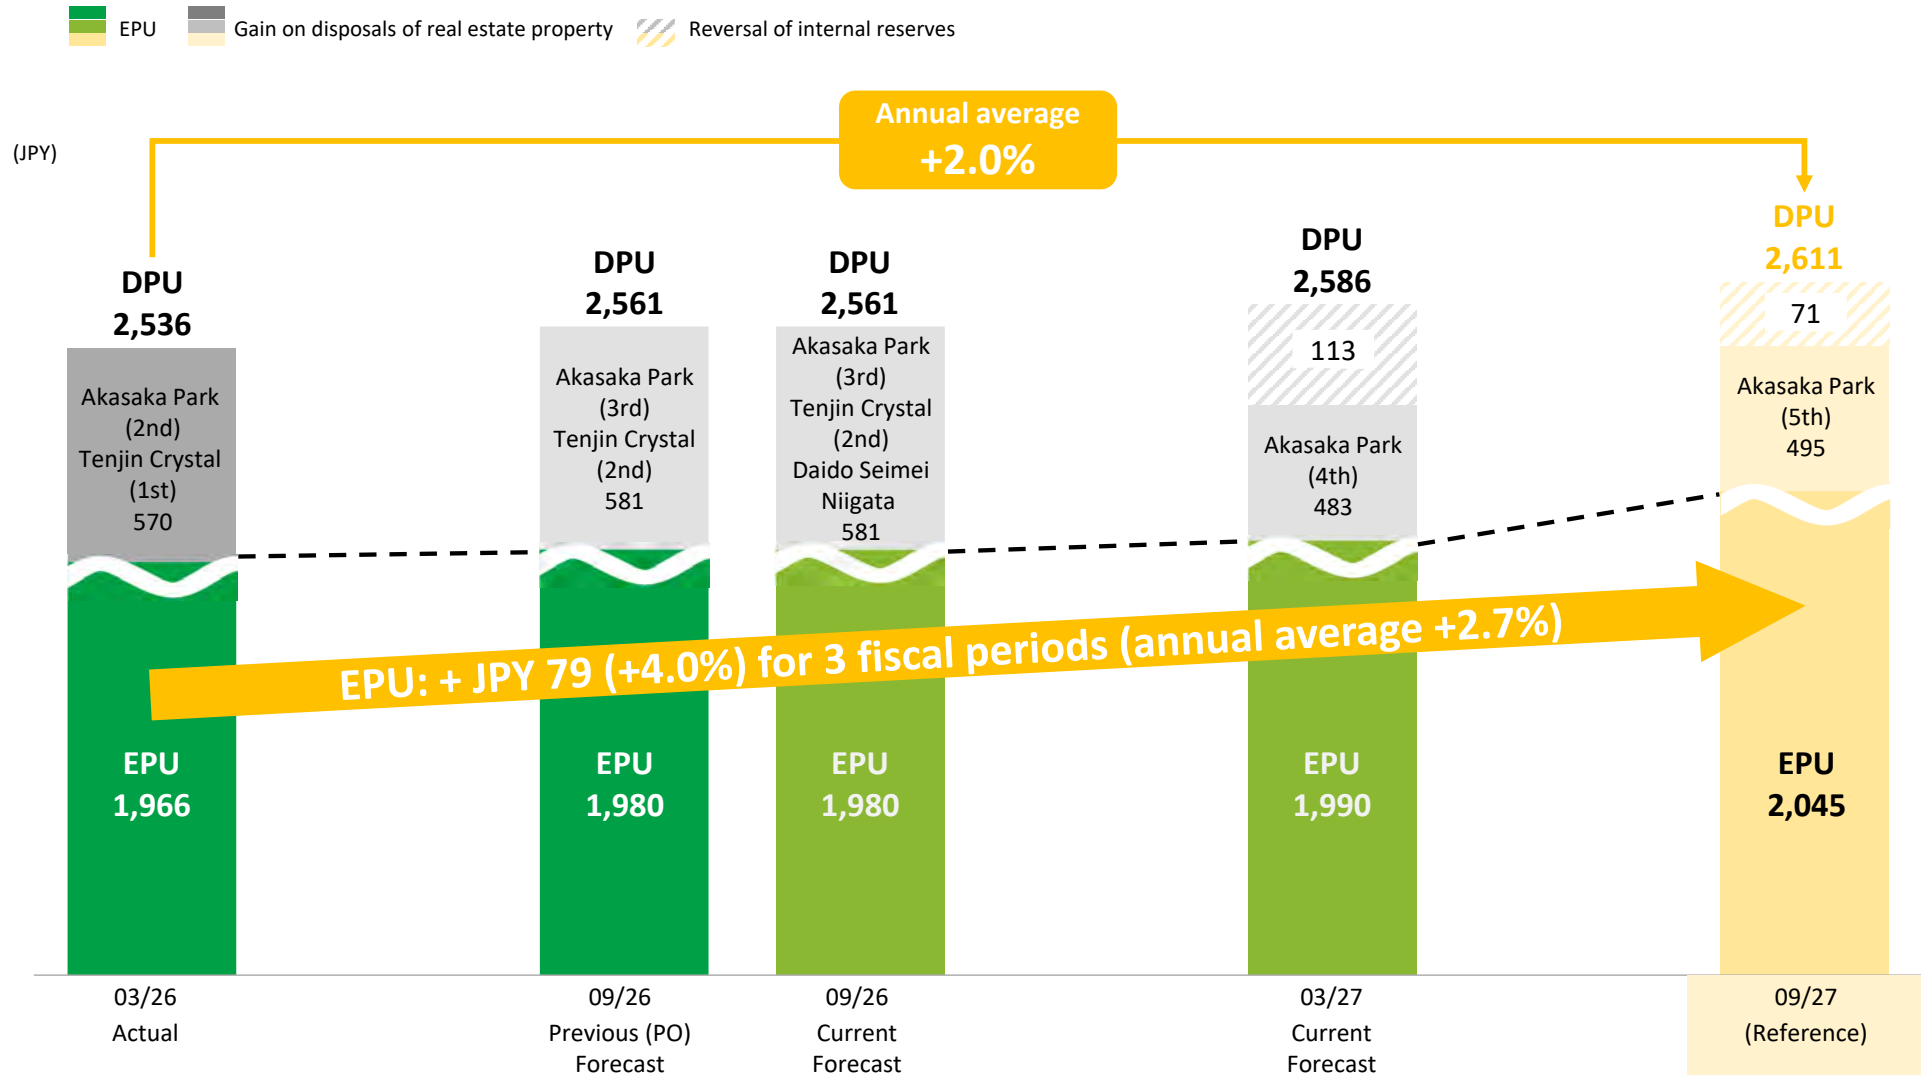 EPU
Gain on disposals of real estate property
Reversal of internal reserves
(JPY)
Annual average
+2.0%
DPU
2,536
Akasaka Park
(2nd)
Tenjin Crystal
(1st)
570
EPU
1,966
03/26
Actual
DPU
2,561
Akasaka Park
(3rd)
Tenjin Crystal
(2nd)
581
EPU
1,980
09/26
Previous (PO)
Forecast
DPU
2,561
Akasaka Park
(3rd)
Tenjin Crystal
(2nd)
Daido Seimei
Niigata
581
EPU
1,980
09/26
Current
Forecast
DPU
2,586
113
Akasaka Park
(4th)
483
EPU
1,990
03/27
Current
Forecast
DPU
2,611
71
Akasaka Park
(5th)
495
EPU
2,045
09/27
(Reference)
EPU: + JPY 79 (+4.0%) for 3 fiscal periods (annual average +2.7%)